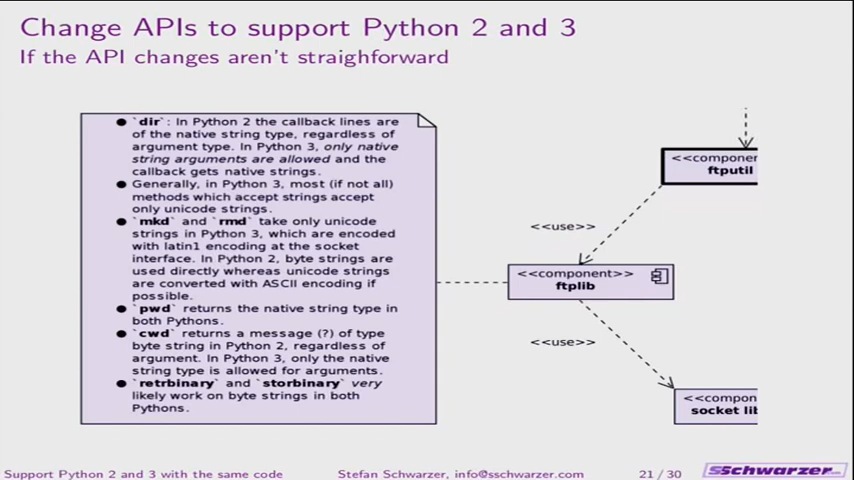 Change APIs to support Python 2 and 3
If the API changes aren't straighforward
● `dir`: In Python 2 the callback lines are
of the native string type, regardless of
argument type. In Python 3, only native
string arguments are allowed and the
callback gets native strings.
● Generally, in Python 3, most (if not all)
methods which accept strings accept
only unicode strings.
● `mkd` and `rmd` take only unicode
strings in Python 3, which are encoded
with latin1 encoding at the socket
interface. In Python 2, byte strings are
used directly whereas unicode strings
are converted with ASCII encoding if
possible.
● `pwd` returns the native string type in
both Pythons.
● `cwd` returns a message (?) of type
byte string in Python 2, regardless of
argument. In Python 3, only the native
string type is allowed for arguments.
● `retrbinary` and `storbinary` very
likely work on byte strings in both
Pythons.
<<componen
ftputil
<<use>>
<<component>>
ftplib
<<use>>
<<compon
socket lib
Support Python 2 and 3 with the same code
Stefan Schwarzer, info@sschwarzer.com
21 / 30
SSchwarzer.com